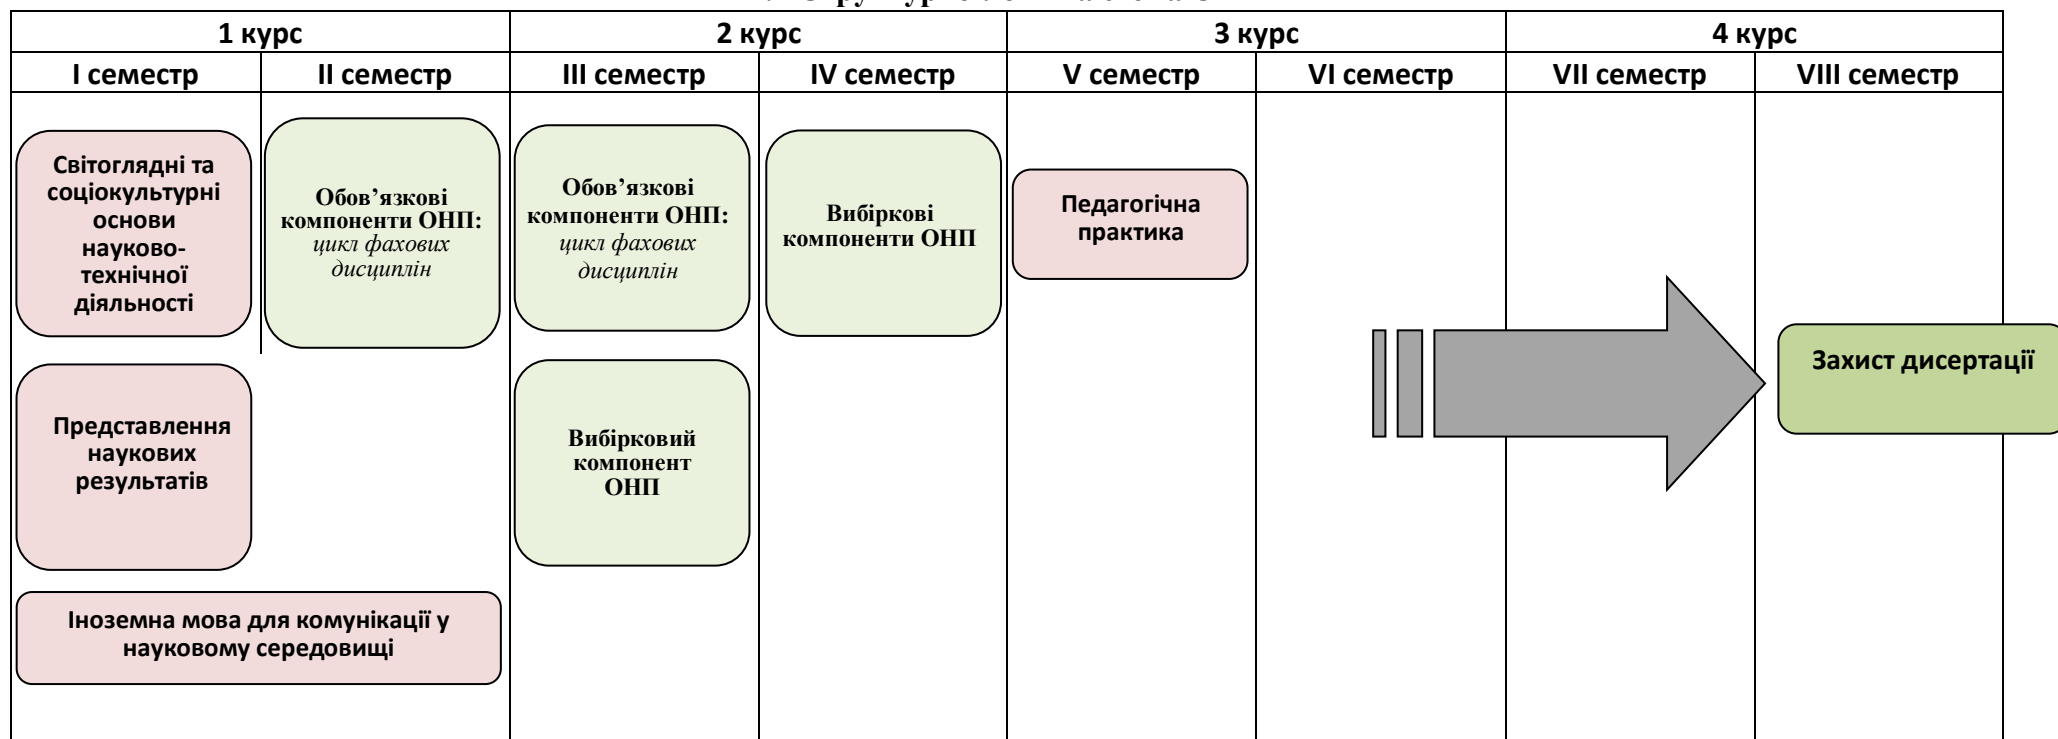 1 курс
2 курс
3 курс
4 курс
I семестр
II семестр
III семестр
IV семестр
V семестр
VI семестр
VII семестр
VIII семестр
Світоглядні та
соціокультурні
основи
науково-
технічної
діяльності
Обов’язкові
компоненти ОНП:
цикл фахових
дисциплін
Обов’язкові
компоненти ОНП:
цикл фахових
дисциплін
Вибіркові
компоненти ОНП
Педагогічна
практика
Захист дисертації
Представлення
наукових
результатів
Вибірковий
компонент
ОНП
Іноземна мова для комунікації у
науковому середовищі